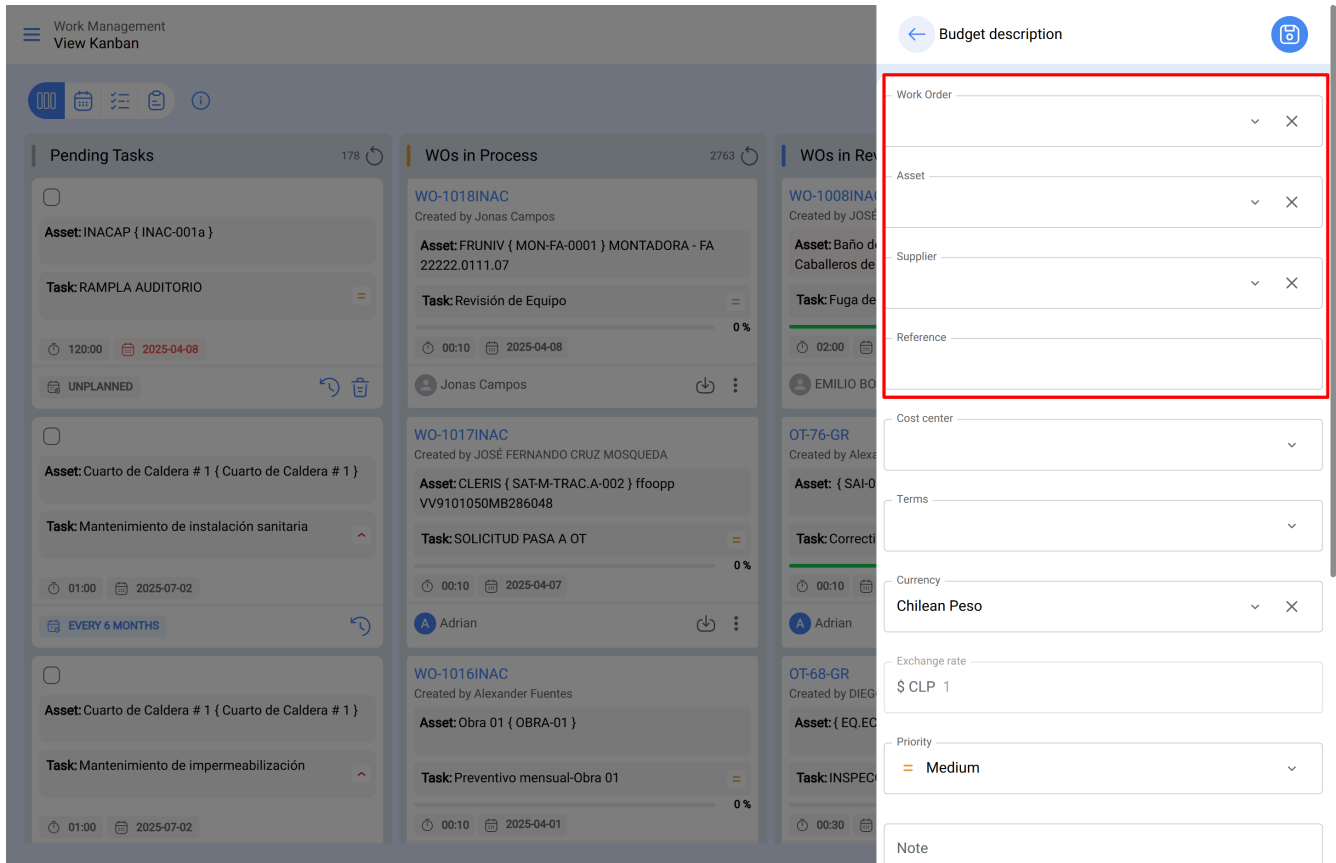 Work Management
View Kanban
Pending Tasks
178
Asset: INACAP { INAC-001a }
Task: RAMPLA AUDITORIO
120:00
2025-04-08
UNPLANNED
Asset: Cuarto de Caldera # 1 { Cuarto de Caldera # 1 }
Task: Mantenimiento de instalación sanitaria
01:00
2025-07-02
EVERY 6 MONTHS
Asset: Cuarto de Caldera # 1 { Cuarto de Caldera # 1 }
Task: Mantenimiento de impermeabilización
01:00
2025-07-02
WOs in Process
2763
WO-1018INAC
Created by Jonas Campos
Asset: FRUNIV { MON-FA-0001 } MONTADORA - FA
22222.0111.07
Task: Revisión de Equipo
0 %
00:10
2025-04-08
Jonas Campos
WO-1017INAC
Created by JOSÉ FERNANDO CRUZ MOSQUEDA
Asset: CLERIS { SAT-M-TRAC.A-002 } ffoopp
VV9101050MB286048
Task: SOLICITUD PASA A OT
0 %
00:10
2025-04-07
A Adrian
WO-1016INAC
Created by Alexander Fuentes
Asset: Obra 01 { OBRA-01 }
Task: Preventivo mensual-Obra 01
0 %
00:10
2025-04-01
WOs in Rev
WO-1008INA
Created by JOSÉ
Asset: Baño d
Caballeros de
Task: Fuga de
02:00
EMILIO BO
OT-76-GR
Created by Alexa
Asset: { SAI-0
Task: Correcti
00:10
A Adrian
OT-68-GR
Created by DIEG
Asset: { EQ.EC
Task: INSPEC
00:30
Budget description
Work Order
Asset
Supplier
Reference
Cost center
Terms
Currency
Chilean Peso
Exchange rate
$ CLP 1
Priority
Medium
Note